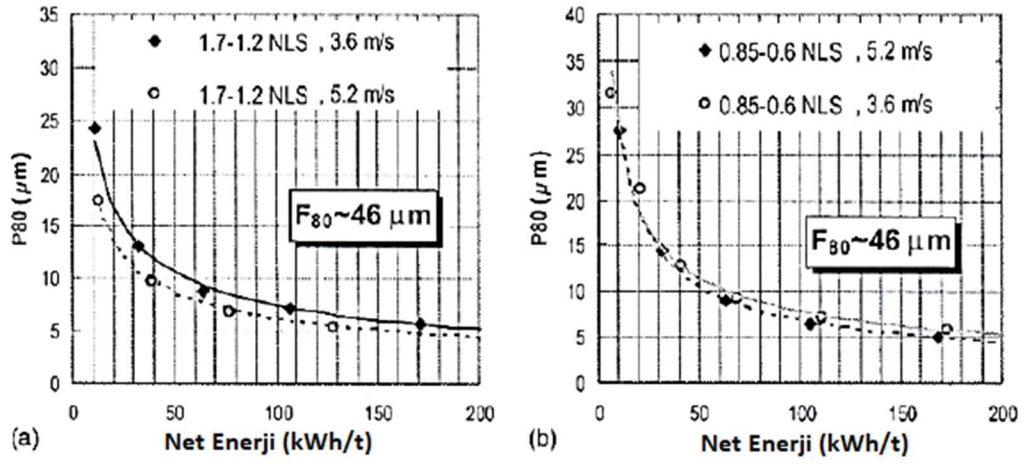 35
30
25
20
15
10
5
0
P80 (μm)
◆ 1.7-1.2 NLS , 3.6 m/s
○ 1.7-1.2 NLS , 5.2 m/s
F80~46 μm
0 50 100 150 200
(a) Net Enerji (kWh/t)
40
35
30
25
20
15
10
5
0
P80 (μm)
◆ 0.85-0.6 NLS , 5.2 m/s
○ 0.85-0.6 NLS , 3.6 m/s
F80~46 μm
0 50 100 150 200
(b) Net Enerji (kWh/t)